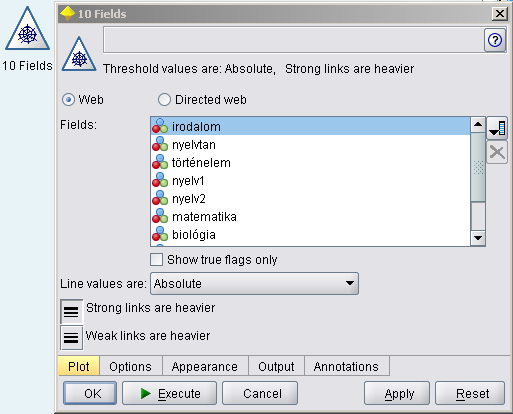 10 Fields
10 Fields
Threshold values are: Absolute, Strong links are heavier
Web
Directed web
Fields:
irodalom
nyelvtan
történelem
nyelv1
nyelv2
matematika
biológia
Show true flags only
Line values are:
Absolute
Strong links are heavier
Weak links are heavier
Plot
Options
Appearance
Output
Annotations
OK
Execute
Cancel
Apply
Reset